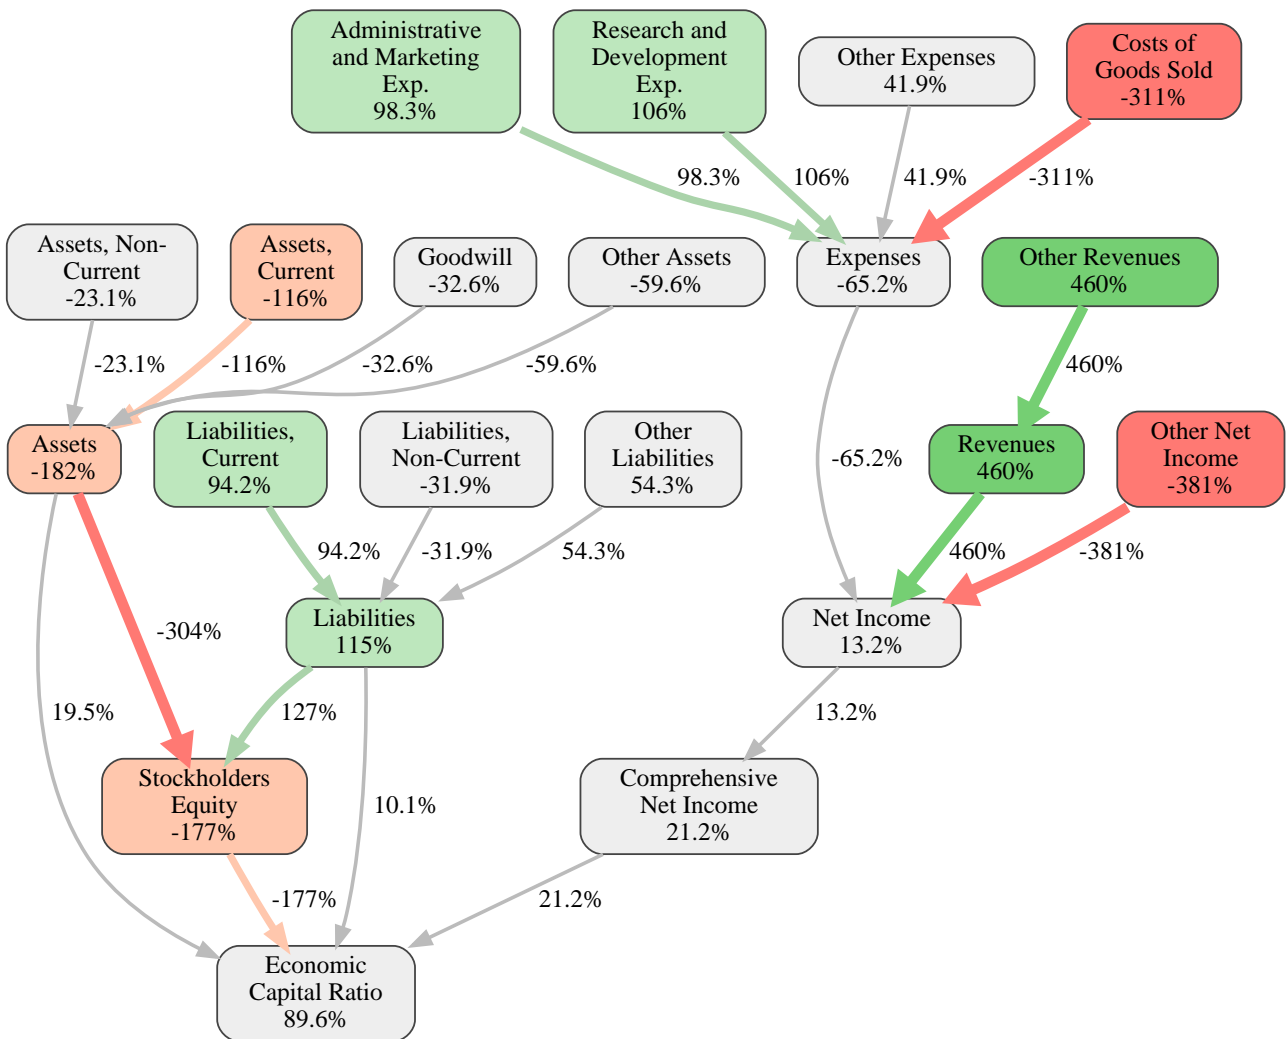 Administrative
and Marketing
Exp.
98.3%
Research and
Development
Exp.
106%
Other Expenses
41.9%
Costs of
Goods Sold
-311%
98.3%
106%
41.9%
-311%
Assets, Non-
Current
-23.1%
Assets,
Current
-116%
Goodwill
-32.6%
Other Assets
-59.6%
Expenses
-65.2%
Other Revenues
460%
-23.1%
-116%
-32.6%
-59.6%
460%
Assets
-182%
Liabilities,
Current
94.2%
Liabilities,
Non-Current
-31.9%
Other
Liabilities
54.3%
-65.2%
Revenues
460%
Other Net
Income
-381%
94.2%
-31.9%
54.3%
460%
-381%
-304%
Liabilities
115%
Net Income
13.2%
19.5%
127%
13.2%
Stockholders
Equity
-177%
10.1%
Comprehensive
Net Income
21.2%
-177%
21.2%
Economic
Capital Ratio
89.6%